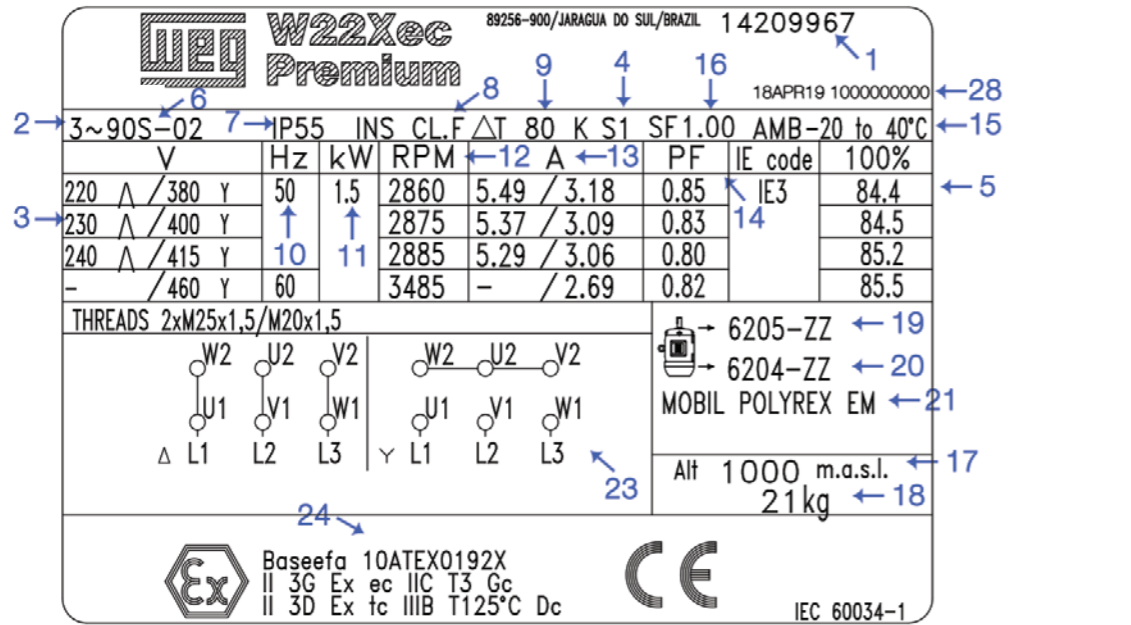 WEG W22Xec 89256-900/JARAGUA DO SUL/BRAZIL 14209967
Premium
1
9 4 16
6 8 18APR19 1000000000 28
2 3~90S-02 7 IP55 INS CL.F ΔT 80 K S1 SF1.00 AMB-20 to 40°C 15
V Hz kW RPM 12 A 13 PF IE code 100%
220 Δ /380 Y 50 1.5 2860 5.49 /3.18 0.85 IE3 84.4 5
3 230 Δ /400 Y 2875 5.37 /3.09 0.83 14 84.5
240 Δ /415 Y 10 11 2885 5.29 /3.06 0.80 85.2
- /460 Y 60 3485 - /2.69 0.82 85.5
THREADS 2xM25x1,5/M20x1,5
6205-ZZ 19
6204-ZZ 20
MOBIL POLYREX EM 21
W2 U2 V2 W2 U2 V2
U1 V1 W1 U1 V1 W1
Δ L1 L2 L3 Y L1 L2 L3
23
Alt 1000 m.a.s.l. 17
21kg 18
24
Ex Baseefa 10ATEX0192X CE
II 3G Ex ec IIC T3 Gc
II 3D Ex tc IIIB T125°C Dc
IEC 60034-1